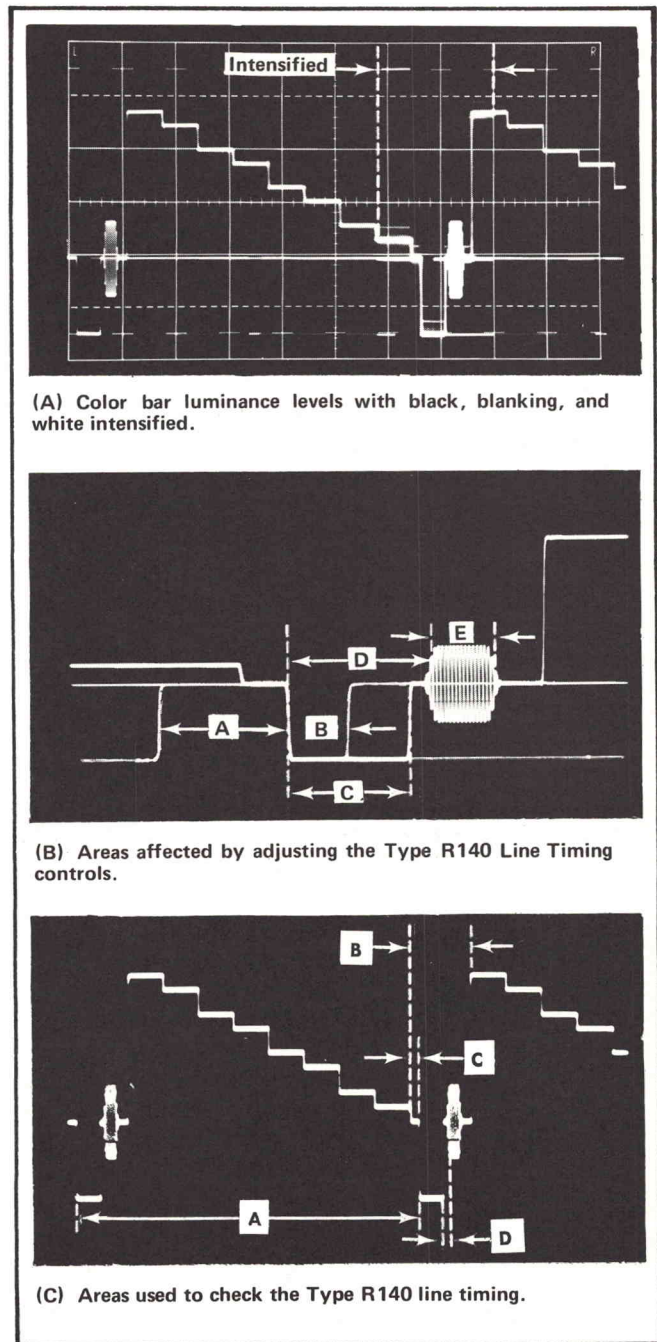 L
R
Intensified
(A) Color bar luminance levels with black, blanking, and
white intensified.
E
D
A
B
C
(B) Areas affected by adjusting the Type R140 Line Timing
controls.
B
C
A
D
(C) Areas used to check the Type R140 line timing.